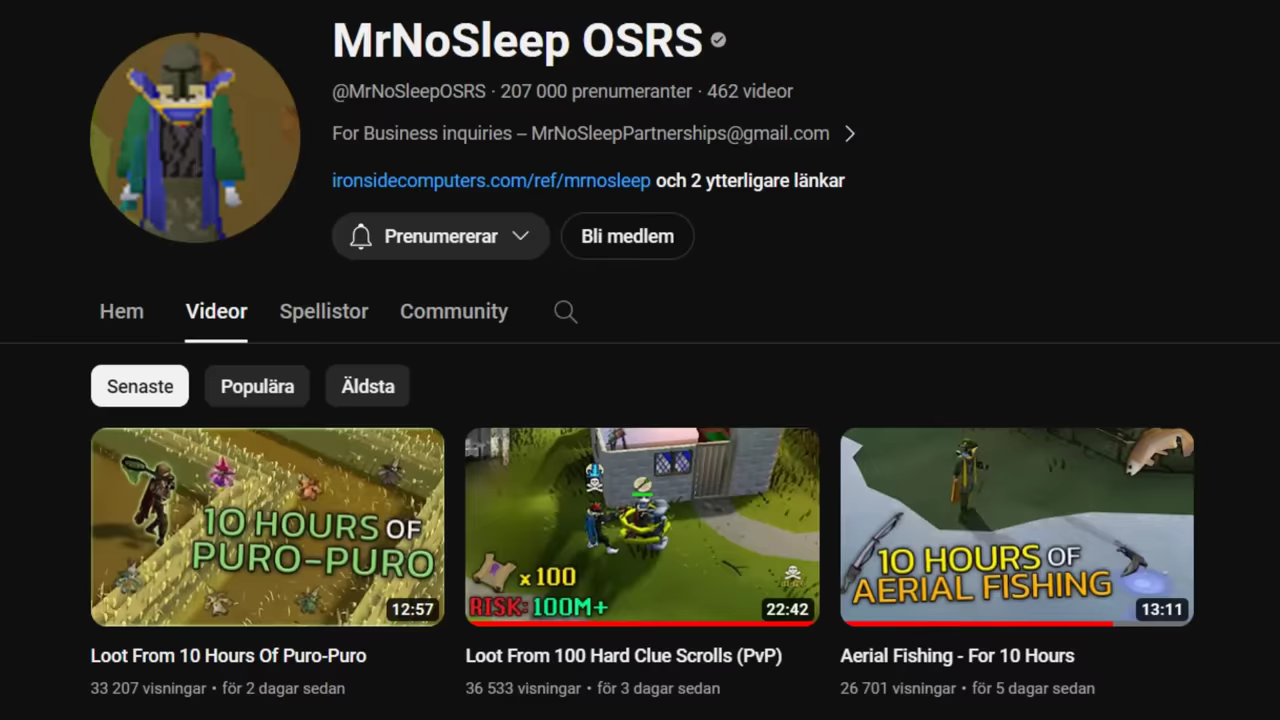 MrNoSleep OSRS
@MrNoSleepOSRS · 207 000 prenumeranter · 462 videor
For Business inquiries – MrNoSleepPartnerships@gmail.com
ironsidecomputers.com/ref/mrnosleep och 2 ytterligare länkar
Prenumererar Bli medlem
Hem Videor Spellistor Community
Senaste Populära Äldsta
10 HOURS OF
PURO-PURO
12:57
x100
RISK: 100M+
22:42
10 HOURS OF
AERIAL FISHING
13:11
Loot From 10 Hours Of Puro-Puro
33 207 visningar • för 2 dagar sedan
Loot From 100 Hard Clue Scrolls (PvP)
36 533 visningar • för 3 dagar sedan
Aerial Fishing - For 10 Hours
26 701 visningar • för 5 dagar sedan